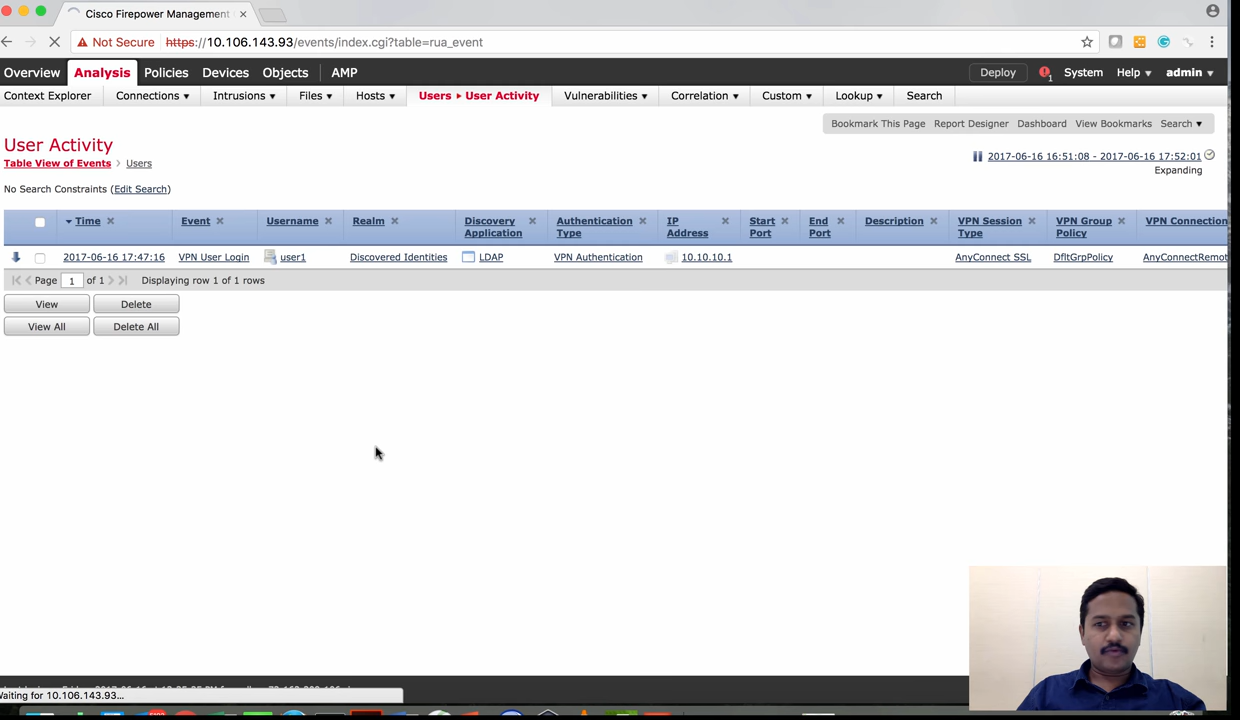 Cisco Firepower Management
Not Secure https://10.106.143.93/events/index.cgi?table=rua_event
Overview Analysis Policies Devices Objects AMP Deploy 1 System Help admin
Context Explorer Connections Intrusions Files Hosts Users ▸ User Activity Vulnerabilities Correlation Custom Lookup Search
Bookmark This Page Report Designer Dashboard View Bookmarks Search
User Activity
Table View of Events > Users
2017-06-16 16:51:08 - 2017-06-16 17:52:01
Expanding
No Search Constraints (Edit Search)
Time Event Username Realm Discovery Application Authentication Type IP Address Start Port End Port Description VPN Session Type VPN Group Policy VPN Connection
2017-06-16 17:47:16 VPN User Login user1 Discovered Identities LDAP VPN Authentication 10.10.10.1 AnyConnect SSL DfltGrpPolicy AnyConnectRemot
Page 1 of 1 Displaying row 1 of 1 rows
View Delete
View All Delete All
Waiting for 10.106.143.93...